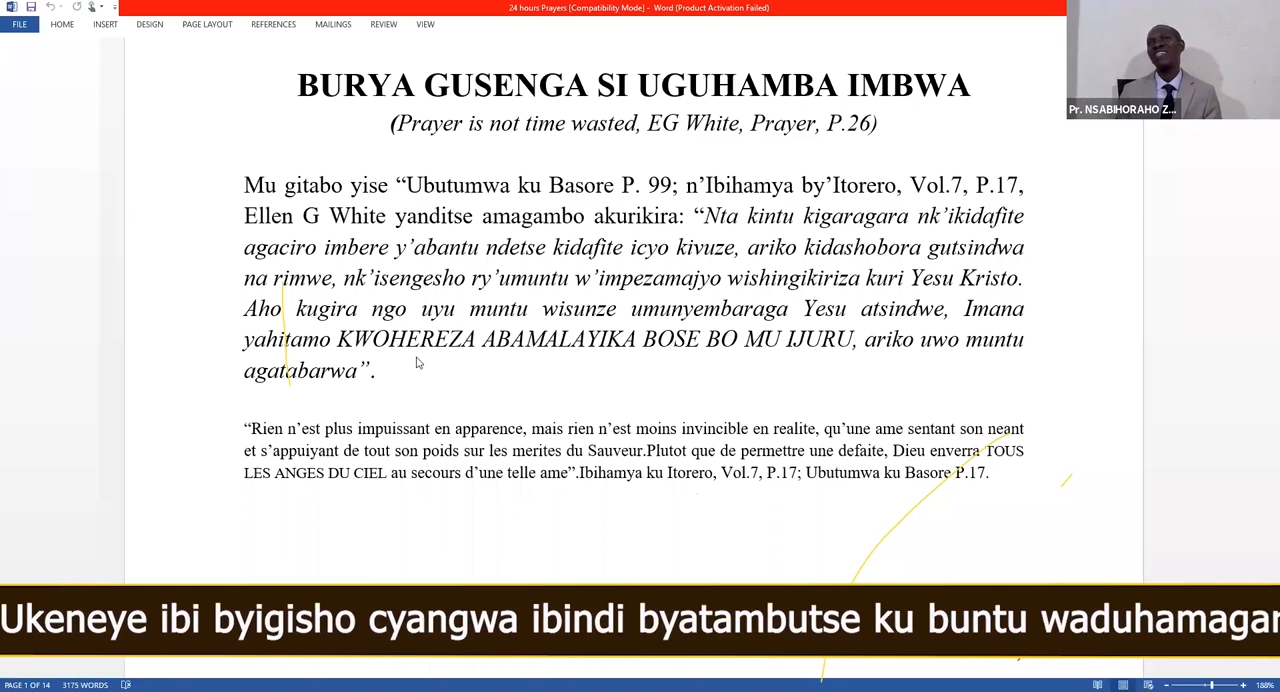 24 hours Prayers [Compatibility Mode] - Word (Product Activation Failed)
FILE HOME INSERT DESIGN PAGE LAYOUT REFERENCES MAILINGS REVIEW VIEW
Pr. NSABIHORAHO Z...
BURYA GUSENGA SI UGUHAMBA IMBWA
(Prayer is not time wasted, EG White, Prayer, P.26)
Mu gitabo yise “Ubutumwa ku Basore P. 99; n’Ibihamya by’Itorero, Vol.7, P.17,
Ellen G White yanditse amagambo akurikira: “Nta kintu kigaragara nk’ikidafite
agaciro imbere y’abantu ndetse kidafite icyo kivuze, ariko kidashobora gutsindwa
na rimwe, nk’isengesho ry’umuntu w’impezamajyo wishingikiriza kuri Yesu Kristo.
Aho kugira ngo uyu muntu wisunze umunyembaraga Yesu atsindwe, Imana
yahitamo KWOHEREZA ABAMALAYIKA BOSE BO MU IJURU, ariko uwo muntu
agatabarwa”.
“Rien n’est plus impuissant en apparence, mais rien n’est moins invincible en realite, qu’une ame sentant son neant
et s’appuiyant de tout son poids sur les merites du Sauveur.Plutot que de permettre une defaite, Dieu enverra TOUS
LES ANGES DU CIEL au secours d’une telle ame”.Ibihamya ku Itorero, Vol.7, P.17; Ubutumwa ku Basore P.17.
Ukeneye ibi byigisho cyangwa ibindi byatambutse ku buntu waduhamagar
PAGE 1 OF 14 3175 WORDS 188%